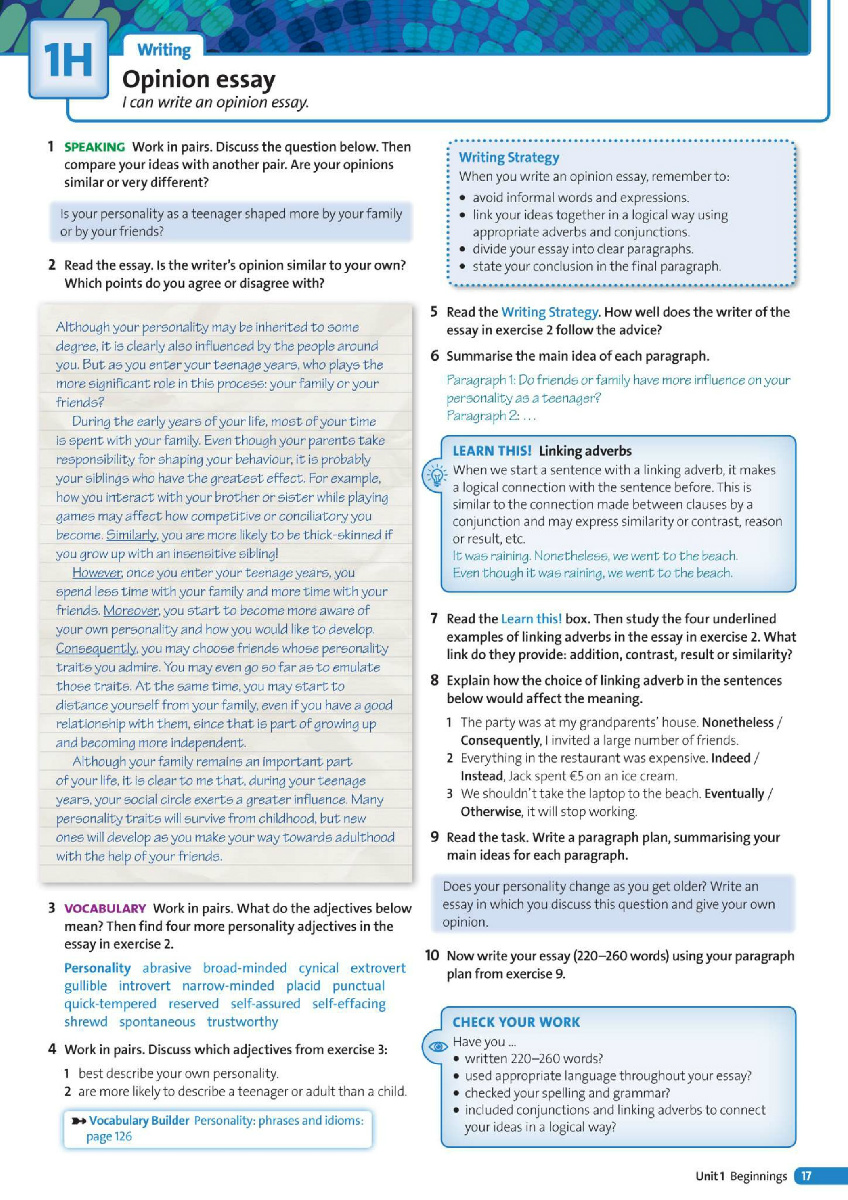 1H
Writing
Opinion essay
I can write an opinion essay.
1 SPEAKING Work in pairs. Discuss the question below. Then
compare your ideas with another pair. Are your opinions
similar or very different?
Is your personality as a teenager shaped more by your family
or by your friends?
2 Read the essay. Is the writer's opinion similar to your own?
Which points do you agree or disagree with?
Although your personality may be inherited to some
degree, it is clearly also influenced by the people around
you. But as you enter your teenage years, who plays the
more significant role in this process: your family or your
friends?
During the early years of your life, most of your time
is spent with your family. Even though your parents take
responsibility for shaping your behaviour, it is probably
your siblings who have the greatest effect. For example,
how you interact with your brother or sister while playing
games may affect how competitive or conciliatory you
become. Similarly, you are more likely to be thick-skinned if
you grow up with an insensitive sibling!
However, once you enter your teenage years, you
spend less time with your family and more time with your
friends. Moreover, you start to become more aware of
your own personality and how you would like to develop.
Consequently, you may choose friends whose personality
traits you admire. You may even go so far as to emulate
those traits. At the same time, you may start to
distance yourself from your family, even if you have a good
relationship with them, since that is part of growing up
and becoming more independent.
Although your family remains an important part
of your life, it is clear to me that, during your teenage
years, your social circle exerts a greater influence. Many
personality traits will survive from childhood, but new
ones will develop as you make your way towards adulthood
with the help of your friends.
3 VOCABULARY Work in pairs. What do the adjectives below
mean? Then find four more personality adjectives in the
essay in exercise 2.
Personality abrasive broad-minded cynical extrovert
gullible introvert narrow-minded placid punctual
quick-tempered reserved self-assured self-effacing
shrewd spontaneous trustworthy
4 Work in pairs. Discuss which adjectives from exercise 3:
1 best describe your own personality.
2 are more likely to describe a teenager or adult than a child.
Vocabulary Builder Personality: phrases and idioms:
page 126
Writing Strategy
When you write an opinion essay, remember to:
• avoid informal words and expressions.
• link your ideas together in a logical way using
appropriate adverbs and conjunctions.
• divide your essay into clear paragraphs.
• state your conclusion in the final paragraph.
5 Read the Writing Strategy. How well does the writer of the
essay in exercise 2 follow the advice?
6 Summarise the main idea of each paragraph.
Paragraph 1: Do friends or family have more influence on your
personality as a teenager?
Paragraph 2: ...
LEARN THIS! Linking adverbs
When we start a sentence with a linking adverb, it makes
a logical connection with the sentence before. This is
similar to the connection made between clauses by a
conjunction and may express similarity or contrast, reason
or result, etc.
It was raining. Nonetheless, we went to the beach.
Even though it was raining, we went to the beach.
7 Read the Learn this! box. Then study the four underlined
examples of linking adverbs in the essay in exercise 2. What
link do they provide: addition, contrast, result or similarity?
8 Explain how the choice of linking adverb in the sentences
below would affect the meaning.
1 The party was at my grandparents' house. Nonetheless /
Consequently, I invited a large number of friends.
2 Everything in the restaurant was expensive. Indeed /
Instead, Jack spent €5 on an ice cream.
3 We shouldn't take the laptop to the beach. Eventually /
Otherwise, it will stop working.
9 Read the task. Write a paragraph plan, summarising your
main ideas for each paragraph.
Does your personality change as you get older? Write an
essay in which you discuss this question and give your own
opinion.
10 Now write your essay (220–260 words) using your paragraph
plan from exercise 9.
CHECK YOUR WORK
Have you ...
• written 220–260 words?
• used appropriate language throughout your essay?
• checked your spelling and grammar?
• included conjunctions and linking adverbs to connect
your ideas in a logical way?
Unit 1 Beginnings 17